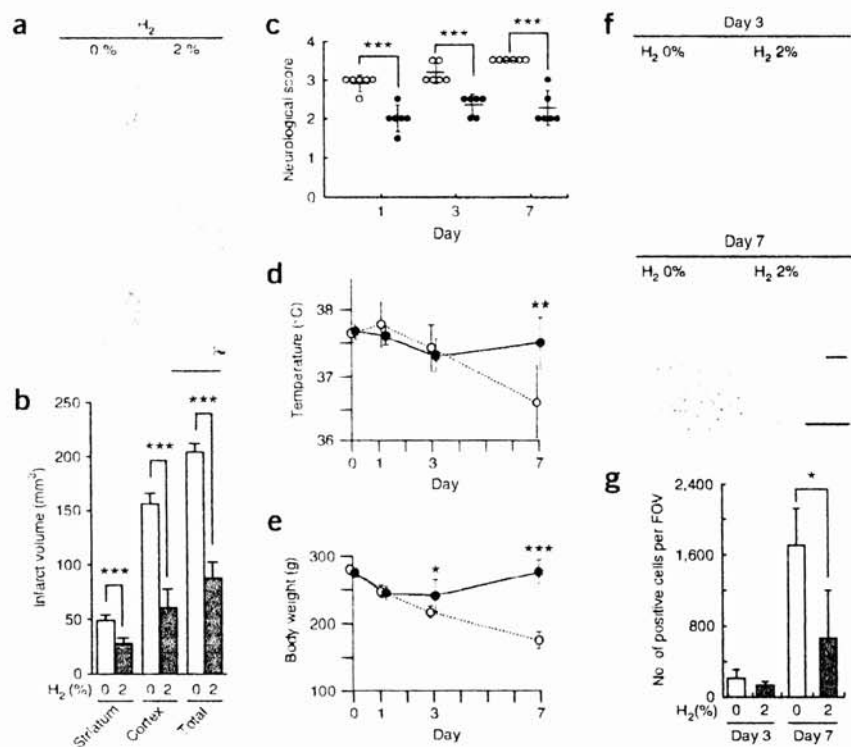 a
H2
0 % 2 %
b
Infarct volume (mm3)
250
200
150
100
50
0
***
***
***
H2 (%) 0 2 0 2 0 2
Striatum Cortex Total
c
Neurological score
4
3
2
1
0
*** *** ***
1 3 7
Day
d
Temperature (°C)
38
37
36
**
0 1 3 7
Day
e
Body weight (g)
300
200
100
* ***
0 1 3 7
Day
f
Day 3
H2 0% H2 2%
Day 7
H2 0% H2 2%
g
No of positive cells per FOV
2,400
1,600
800
0
*
H2(%) 0 2 0 2
Day 3 Day 7